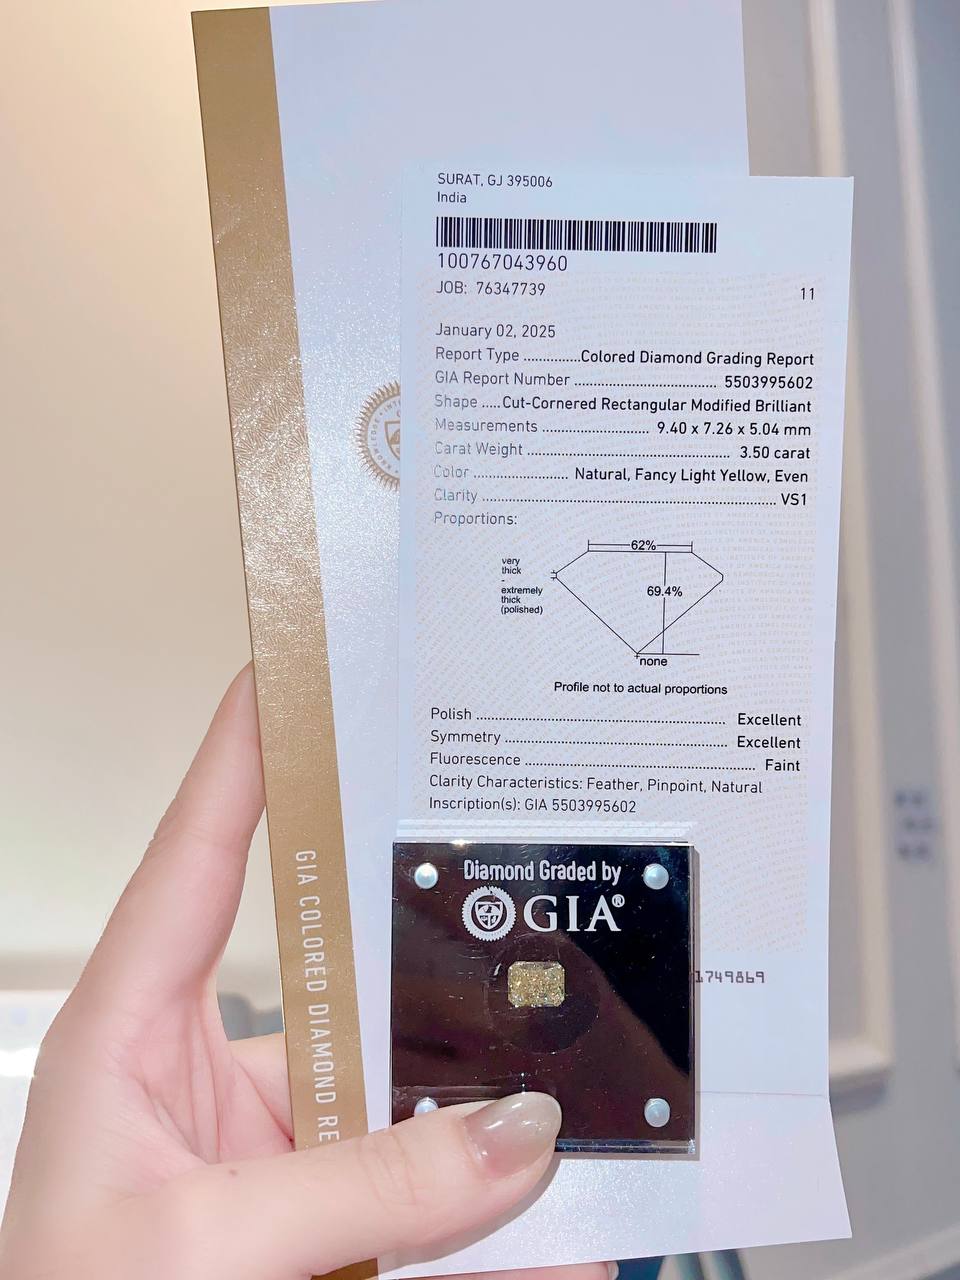 SURAT, GJ 395006
India
100767043960
JOB: 76347739
11
January 02, 2025
Report Type ..............Colored Diamond Grading Report
GIA Report Number ................................... 5503995602
Shape .....Cut-Cornered Rectangular Modified Brilliant
Measurements ........................... 9.40 x 7.26 x 5.04 mm
Carat Weight .................................................. 3.50 carat
Color ....................... Natural, Fancy Light Yellow, Even
Clarity ......................................................................... VS1
Proportions:
62%
very
thick
-
extremely
thick
(polished)
69.4%
none
Profile not to actual proportions
Polish ............................................................. Excellent
Symmetry ...................................................... Excellent
Fluorescence ......................................................... Faint
Clarity Characteristics: Feather, Pinpoint, Natural
Inscription(s): GIA 5503995602
Diamond Graded by
GIA®
1749869
GIA COLORED DIAMOND RE